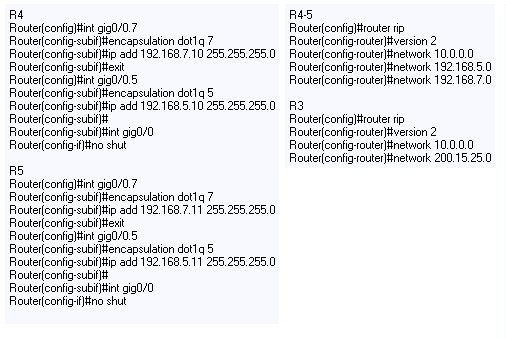 R4
Router(config)#int gig0/0.7
Router(config-subif)#encapsulation dot1q 7
Router(config-subif)#ip add 192.168.7.10 255.255.255.0
Router(config-subif)#exit
Router(config)#int gig0/0.5
Router(config-subif)#encapsulation dot1q 5
Router(config-subif)#ip add 192.168.5.10 255.255.255.0
Router(config-subif)#
Router(config-subif)#int gig0/0
Router(config-if)#no shut
R5
Router(config)#int gig0/0.7
Router(config-subif)#encapsulation dot1q 7
Router(config-subif)#ip add 192.168.7.11 255.255.255.0
Router(config-subif)#exit
Router(config)#int gig0/0.5
Router(config-subif)#encapsulation dot1q 5
Router(config-subif)#ip add 192.168.5.11 255.255.255.0
Router(config-subif)#
Router(config-subif)#int gig0/0
Router(config-if)#no shut
R4-5
Router(config)#router rip
Router(config-router)#version 2
Router(config-router)#network 10.0.0.0
Router(config-router)#network 192.168.5.0
Router(config-router)#network 192.168.7.0
R3
Router(config)#router rip
Router(config-router)#version 2
Router(config-router)#network 10.0.0.0
Router(config-router)#network 200.15.25.0